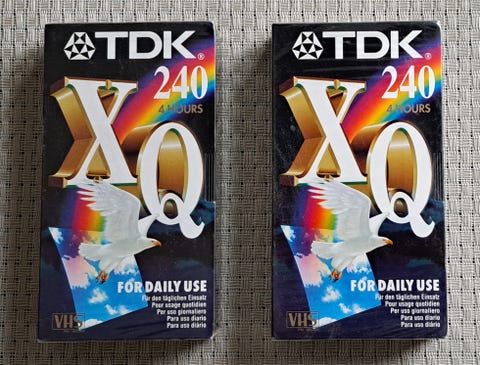 TDK®
240
4 HOURS
XQ
FOR DAILY USE
Für den täglichen Einsatz
Pour usage quotidien
Per uso giornaliero
Para uso diario
Para uso diário
VHS
TDK®
240
4 HOURS
XQ
FOR DAILY USE
Für den täglichen Einsatz
Pour usage quotidien
Per uso giornaliero
Para uso diario
Para uso diário
VHS